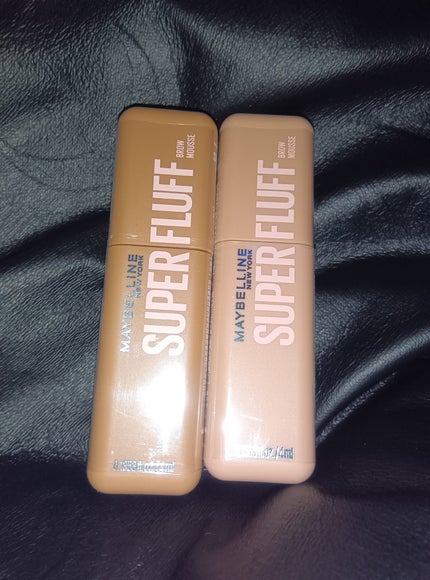 MAYBELLINE
NEW YORK
SUPER FLUFF
BROW
MOUSSE
MAYBELLINE
NEW YORK
SUPER FLUFF
BROW
MOUSSE